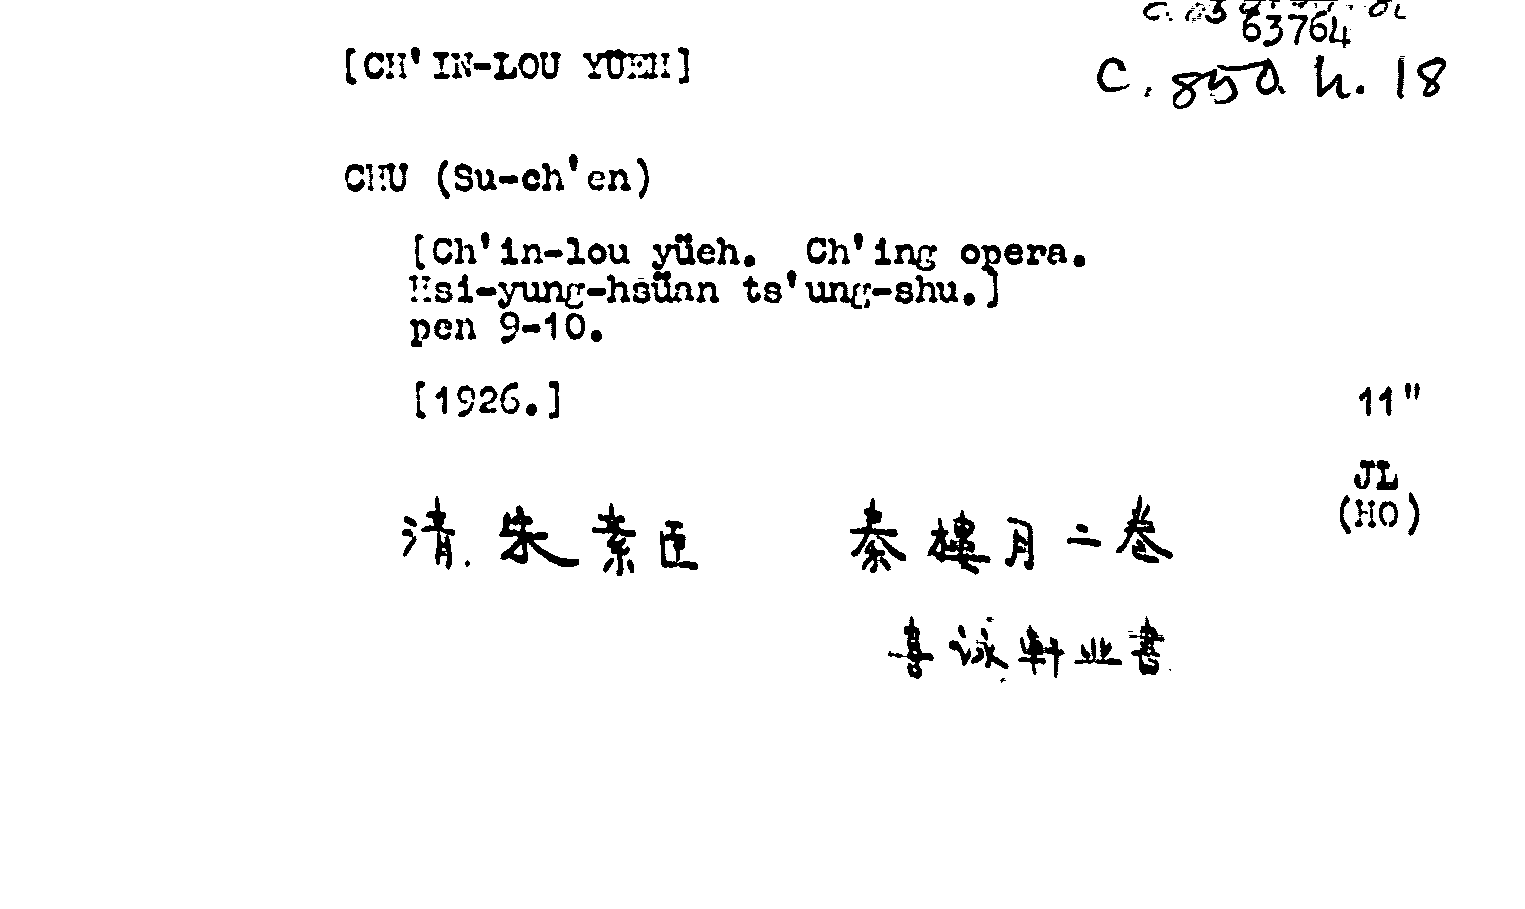 63764
[CH'IN-LOU YÜEH]
C. 850. h. 18
CHU (Su-ch'en)
[Ch'in-lou yüeh. Ch'ing opera.
Hsi-yung-hsüan ts'ung-shu.]
pen 9-10.
[1926.] 11"
JL
(HO)
清.朱素臣 秦樓月二卷
喜詠軒丛書